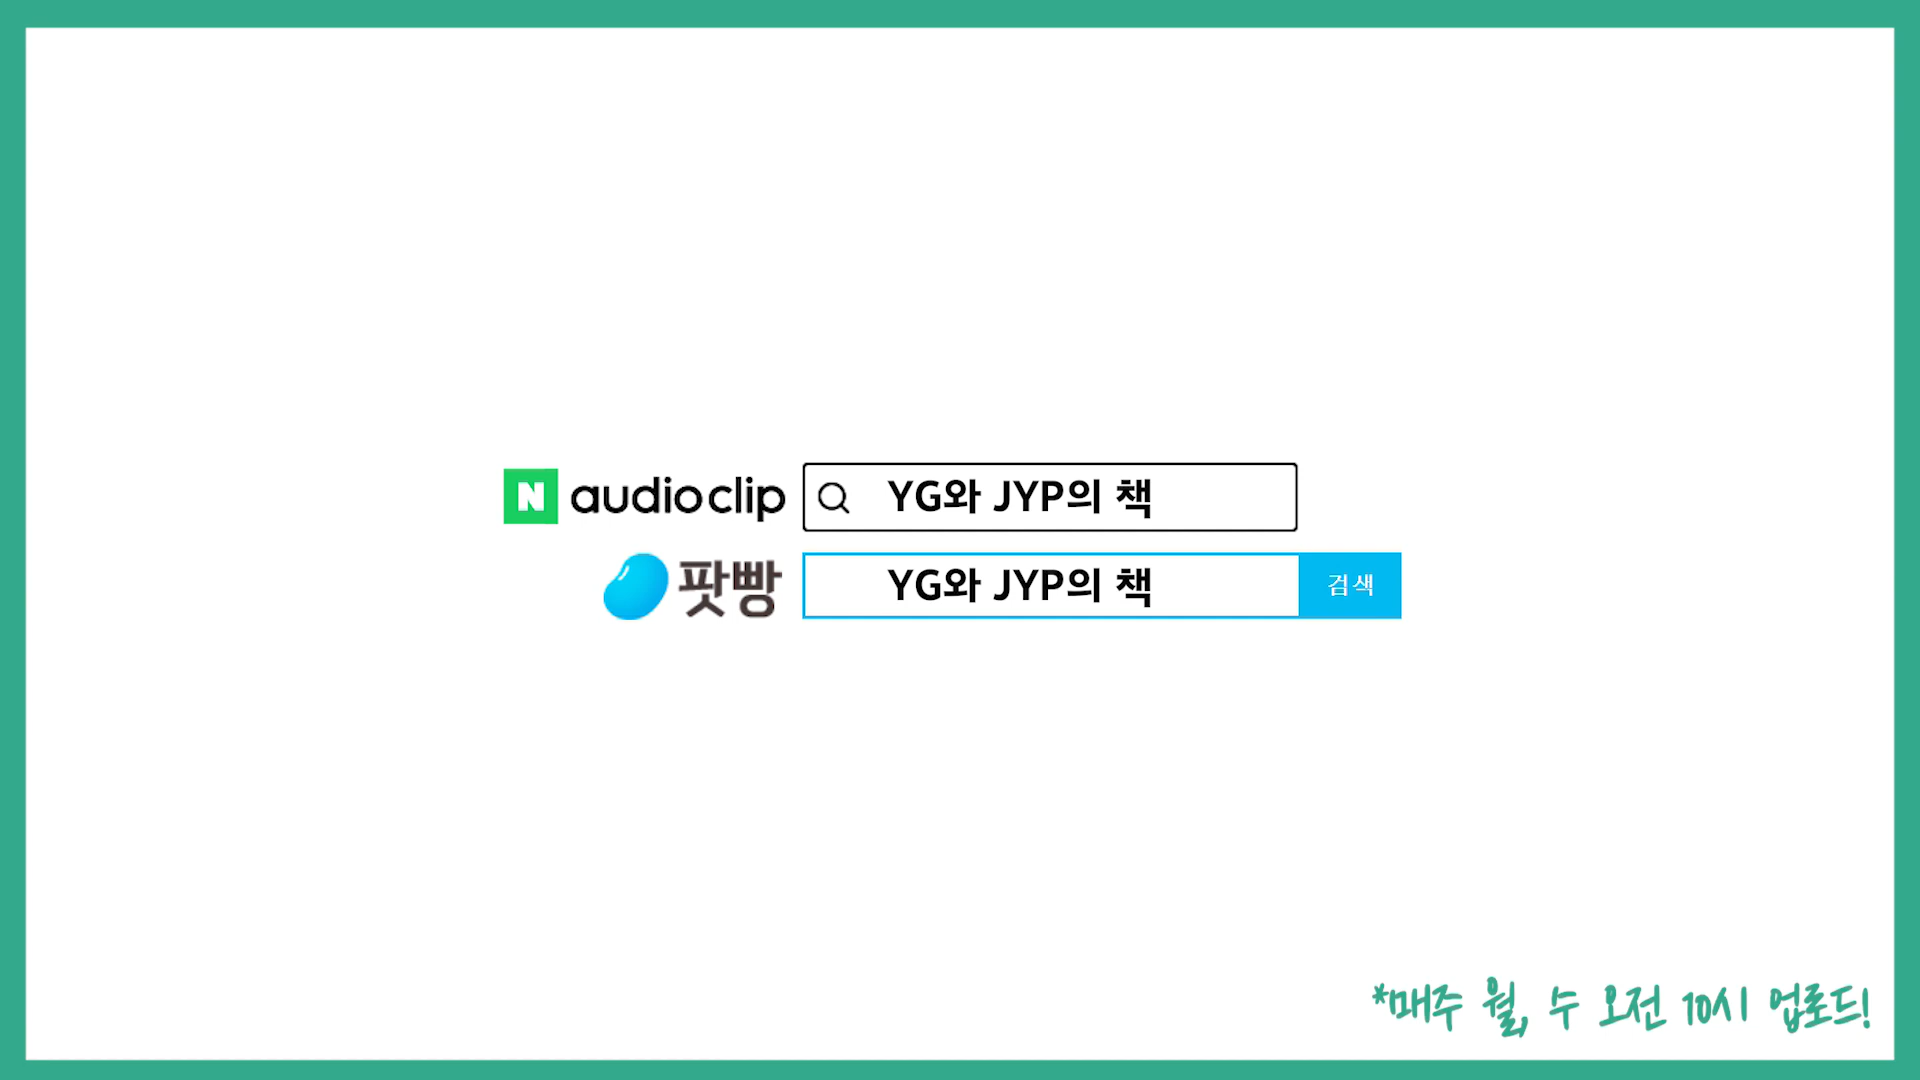 N audioclip YG와 JYP의 책
팟빵 YG와 JYP의 책 검색
*매주 월, 수 오전 10시 업로드!